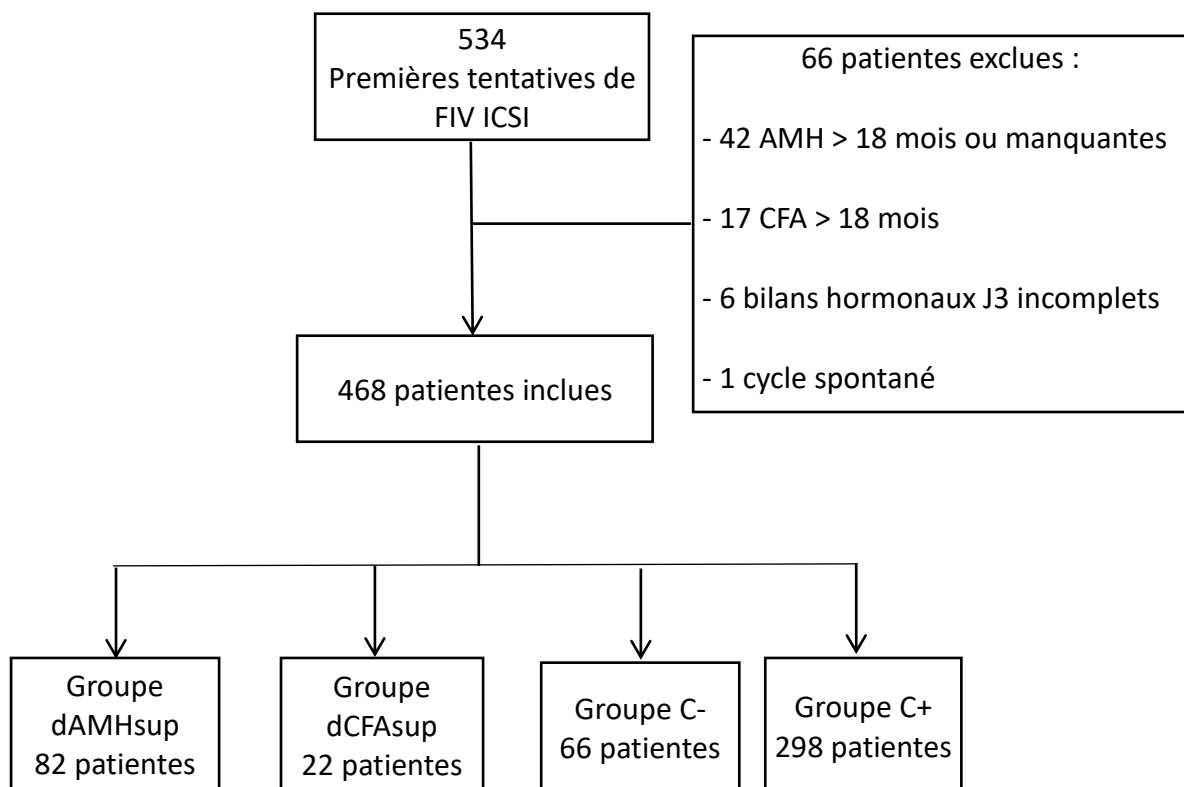 534
Premières tentatives de
FIV ICSI
66 patientes exclues :
- 42 AMH > 18 mois ou manquantes
- 17 CFA > 18 mois
- 6 bilans hormonaux J3 incomplets
- 1 cycle spontané
468 patientes inclues
Groupe
dAMHsup
82 patientes
Groupe
dCFAsup
22 patientes
Groupe C-
66 patientes
Groupe C+
298 patientes